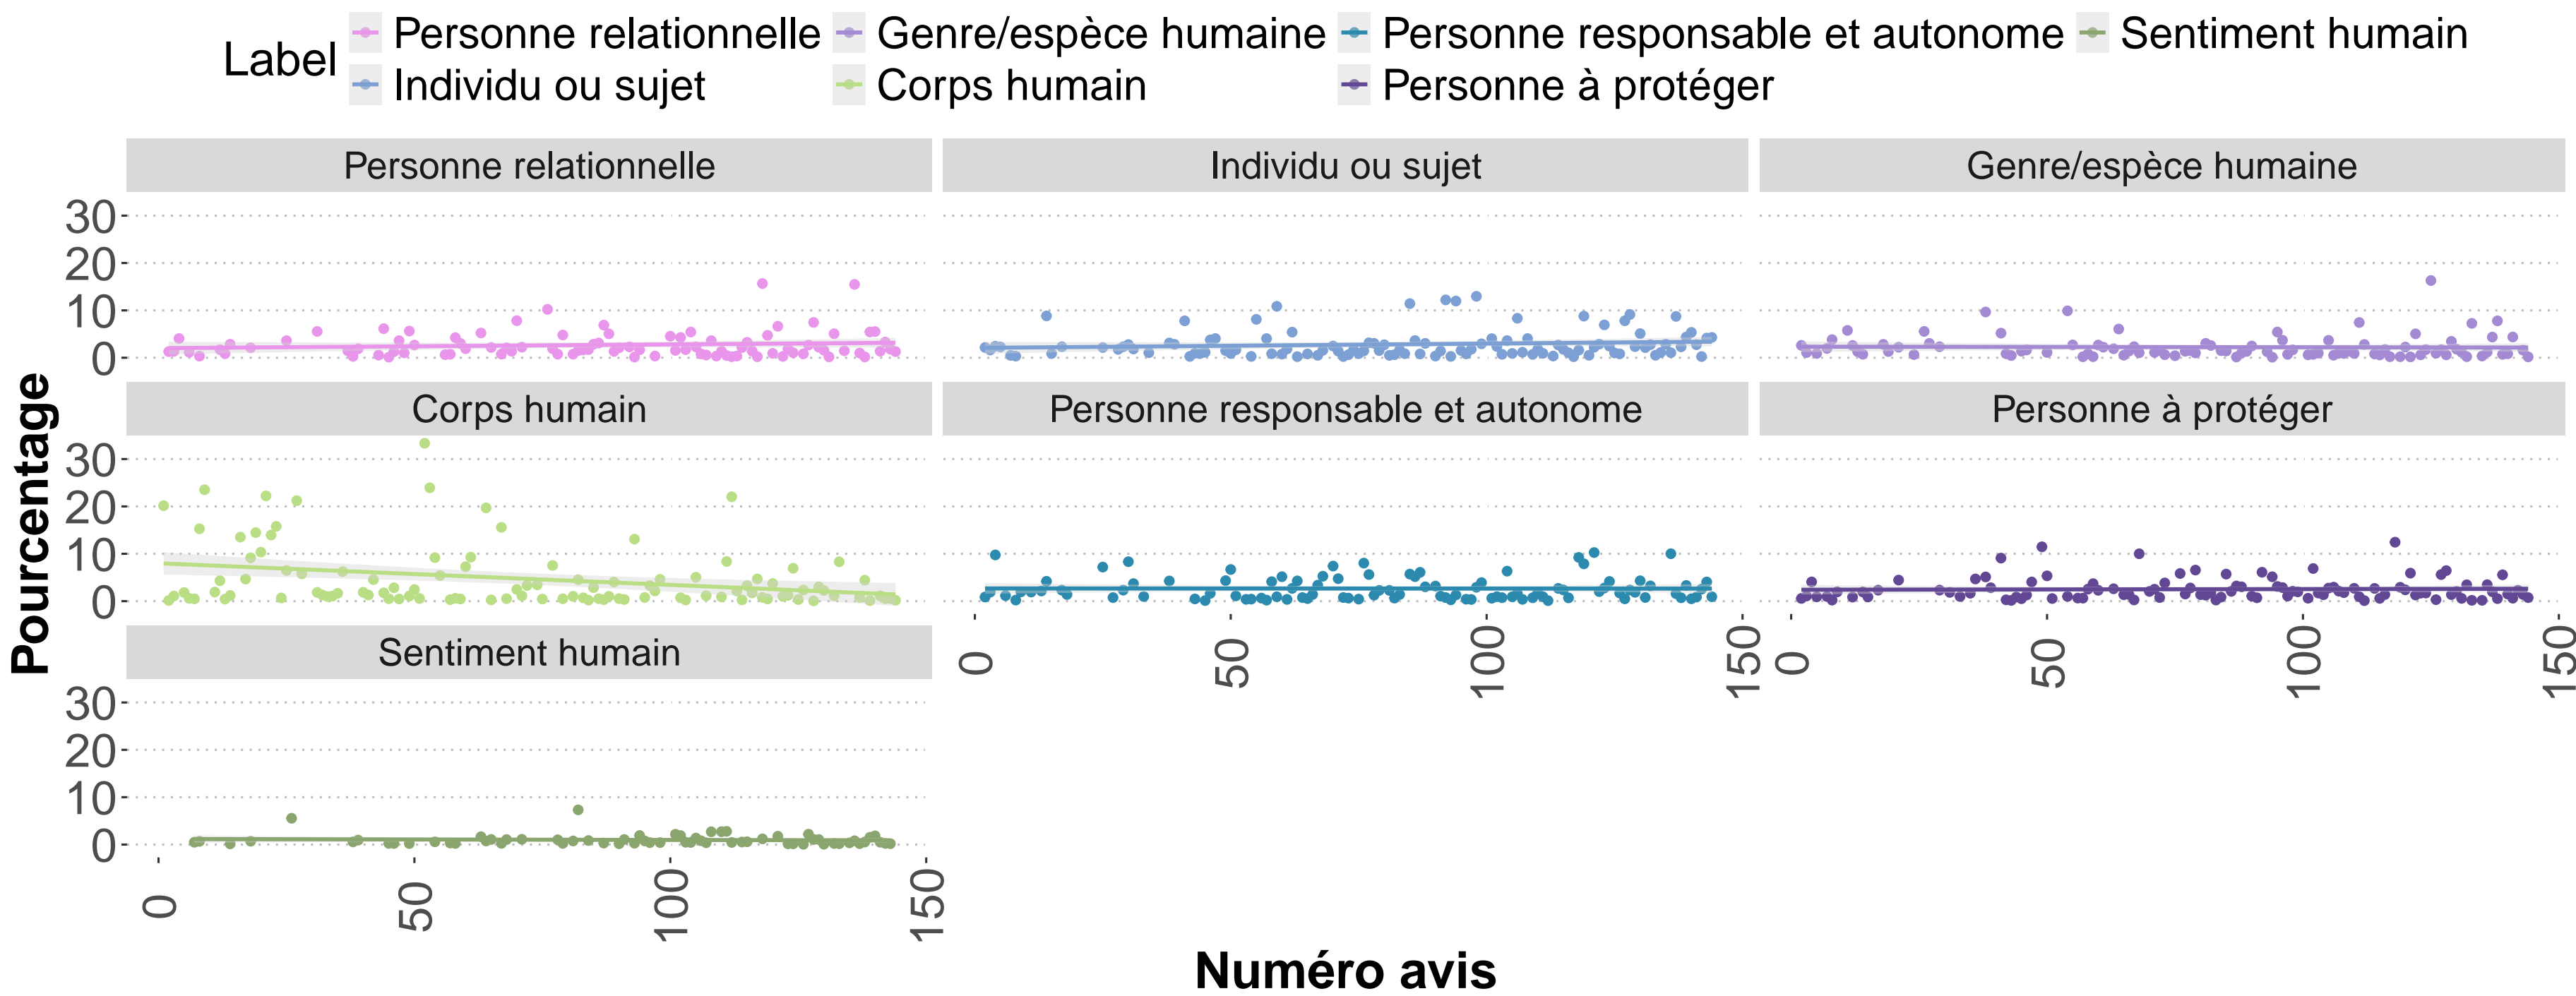 Label
Personne relationnelle
Genre/espèce humaine
Personne responsable et autonome
Sentiment humain
Individu ou sujet
Corps humain
Personne à protéger
Personne relationnelle
Individu ou sujet
Genre/espèce humaine
30
20
10
0
Corps humain
Personne responsable et autonome
Personne à protéger
30
20
10
0
0
50
100
150
0
50
100
150
Sentiment humain
30
20
10
0
0
50
100
150
Pourcentage
Numéro avis